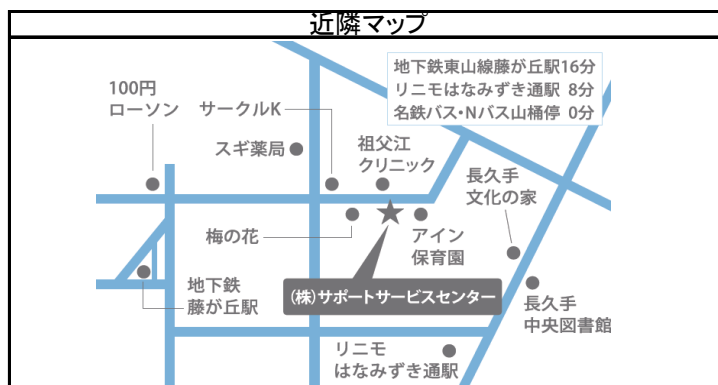 近隣マップ
地下鉄東山線藤が丘駅16分
リニモはなみずき通駅 8分
名鉄バス・Nバス山桶停 0分
100円
ローソン
サークルK
スギ薬局
祖父江
クリニック
長久手
文化の家
梅の花
アイン
保育園
地下鉄
藤が丘駅
(株)サポートサービスセンター
長久手
中央図書館
リニモ
はなみずき通駅